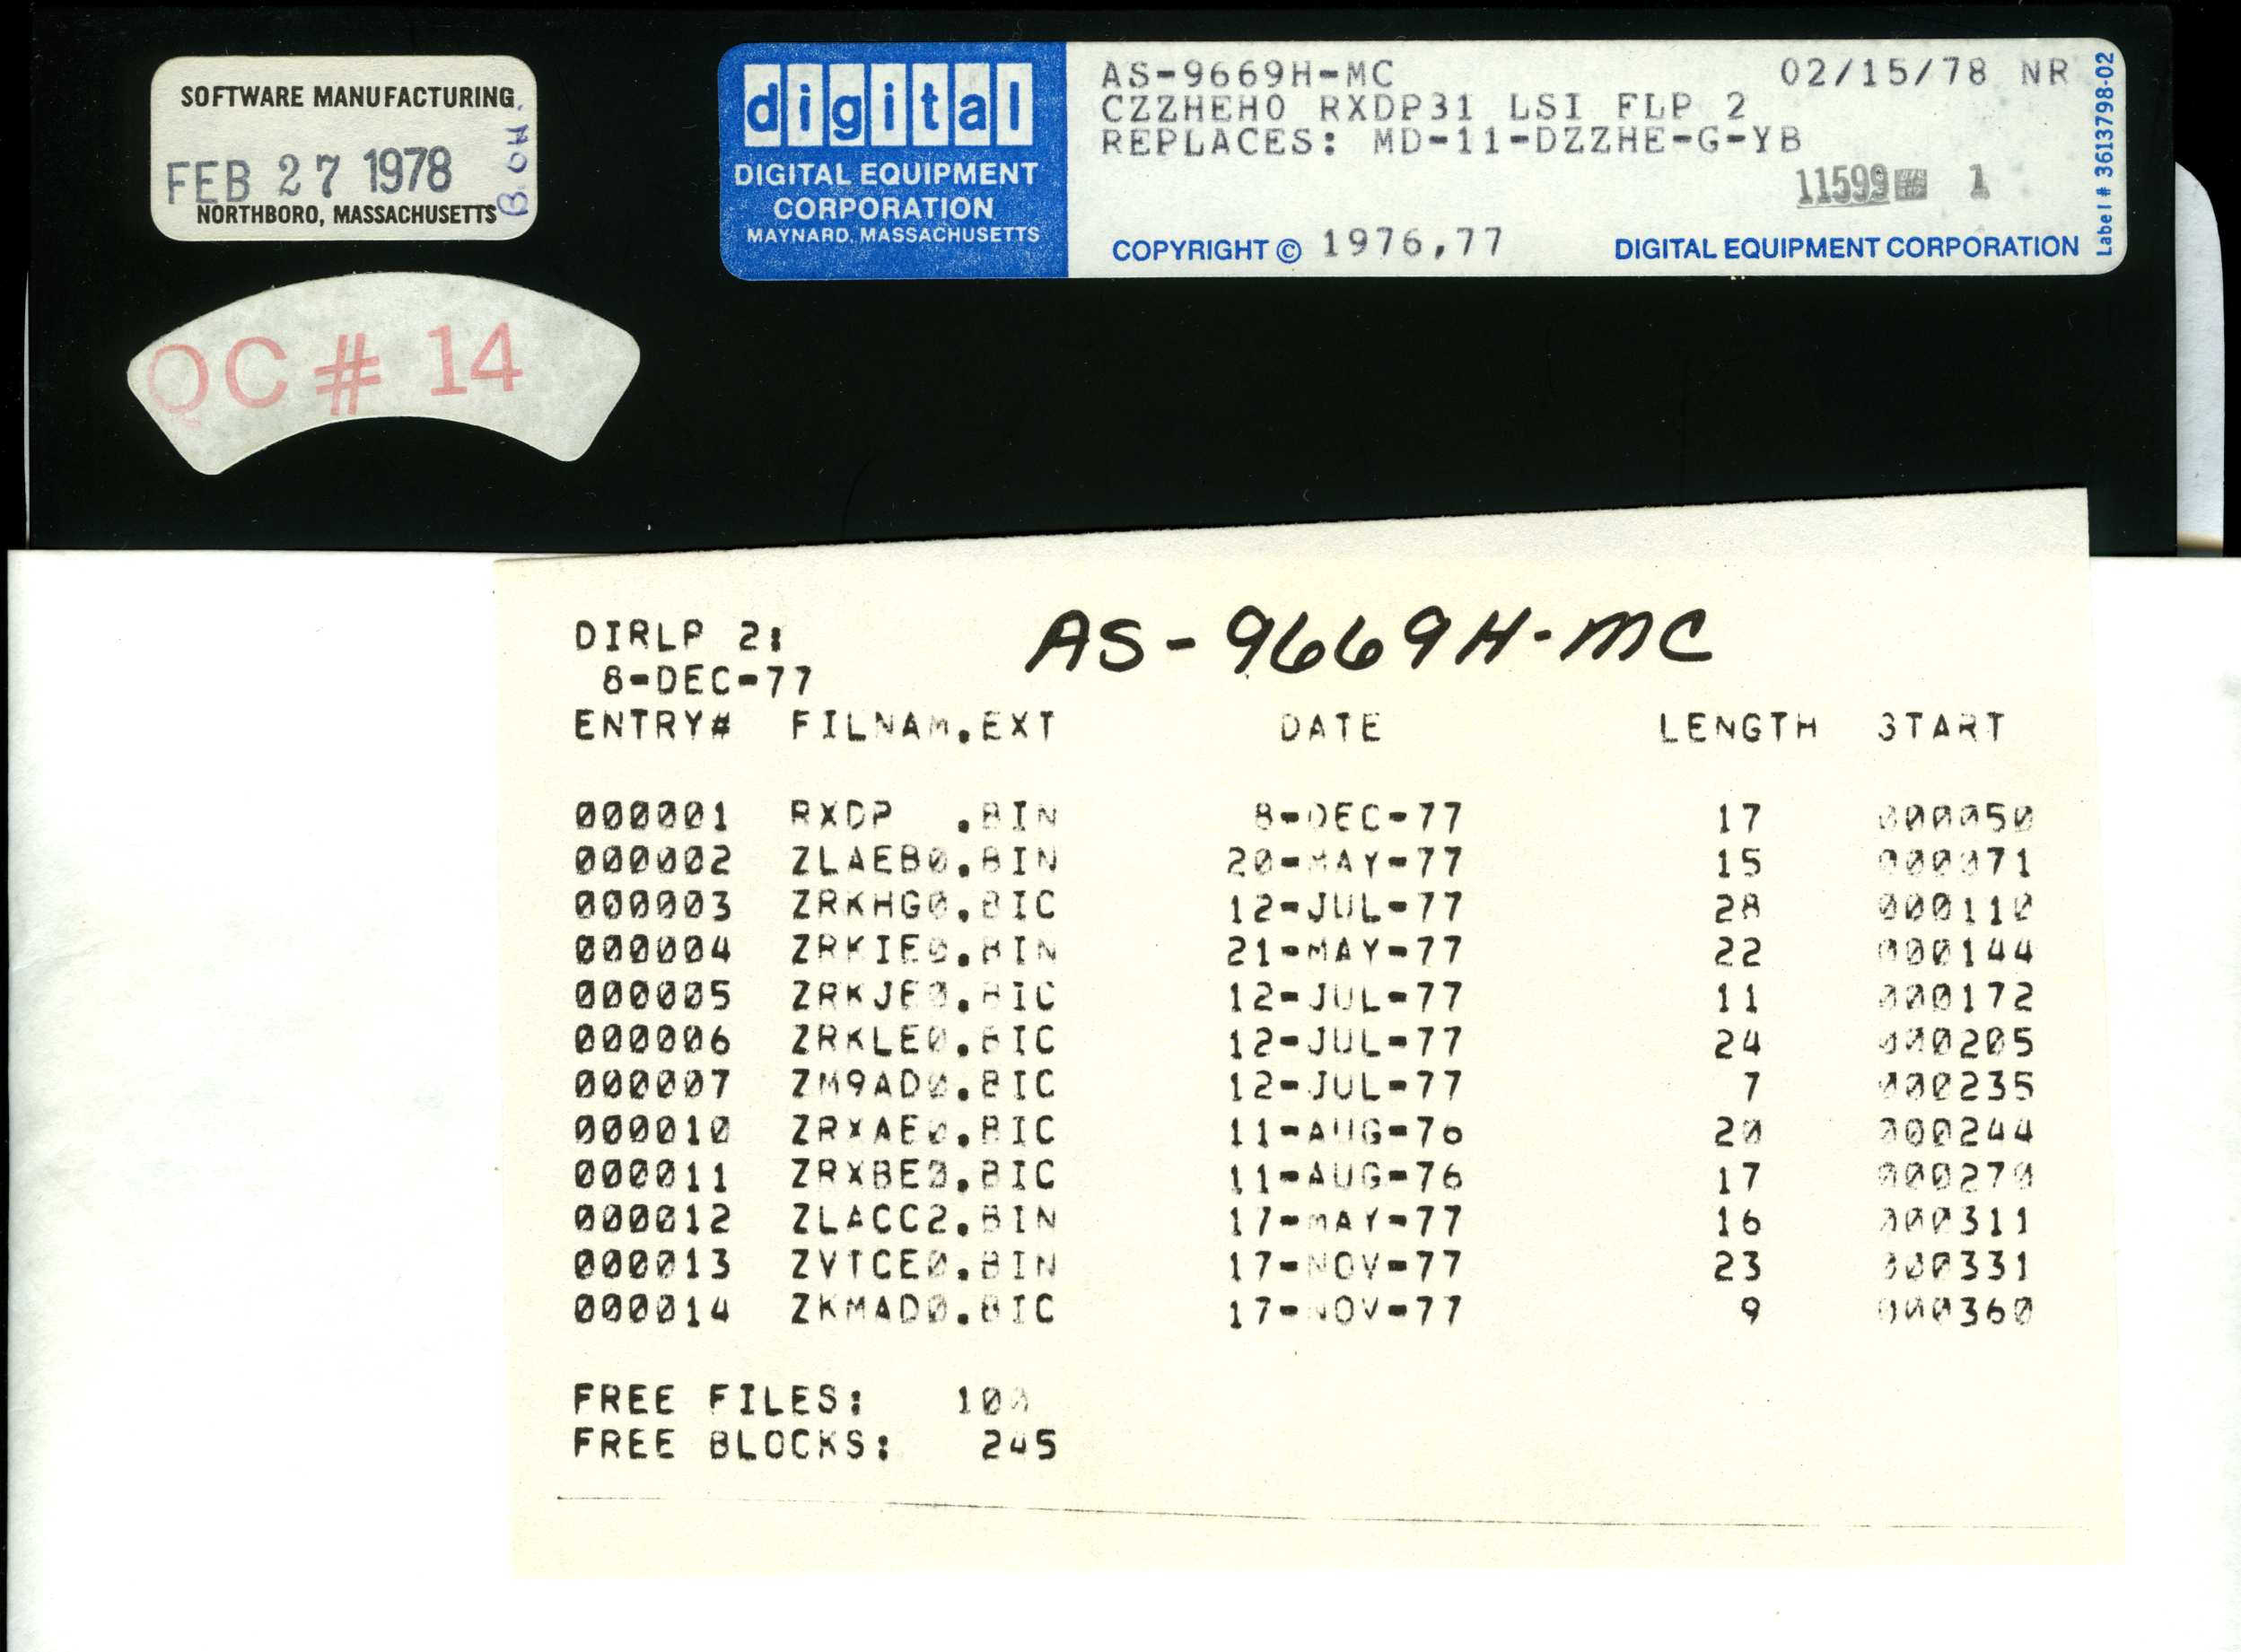 SOFTWARE MANUFACTURING
FEB 27 1978
NORTHBORO, MASSACHUSETTS
QC # 14
digital
DIGITAL EQUIPMENT
CORPORATION
MAYNARD, MASSACHUSETTS
AS-9669H-MC 02/15/78 NR
CZZHEH0 RXDP31 LSI FLP 2
REPLACES: MD-11-DZZHE-G-YB
11599 1
COPYRIGHT © 1976,77 DIGITAL EQUIPMENT CORPORATION
Label # 3613798-02
DIRLP 2: AS-9669H-MC
8-DEC-77
ENTRY# FILNAM.EXT DATE LENGTH START
000001 RXDP .BIN 8-DEC-77 17 000050
000002 ZLAEB0.BIN 20-MAY-77 15 000071
000003 ZRKHG0.BIC 12-JUL-77 28 000110
000004 ZRKIE0.BIN 21-MAY-77 22 000144
000005 ZRKJE0.BIC 12-JUL-77 11 000172
000006 ZRKLE0.BIC 12-JUL-77 24 000205
000007 ZM9AD0.BIC 12-JUL-77 7 000235
000010 ZRXAE0.BIC 11-AUG-76 20 000244
000011 ZRXBE0.BIC 11-AUG-76 17 000270
000012 ZLACC2.BIN 17-MAY-77 16 000311
000013 ZVTCE0.BIN 17-NOV-77 23 000331
000014 ZKMAD0.BIC 17-NOV-77 9 000360
FREE FILES: 100
FREE BLOCKS: 245